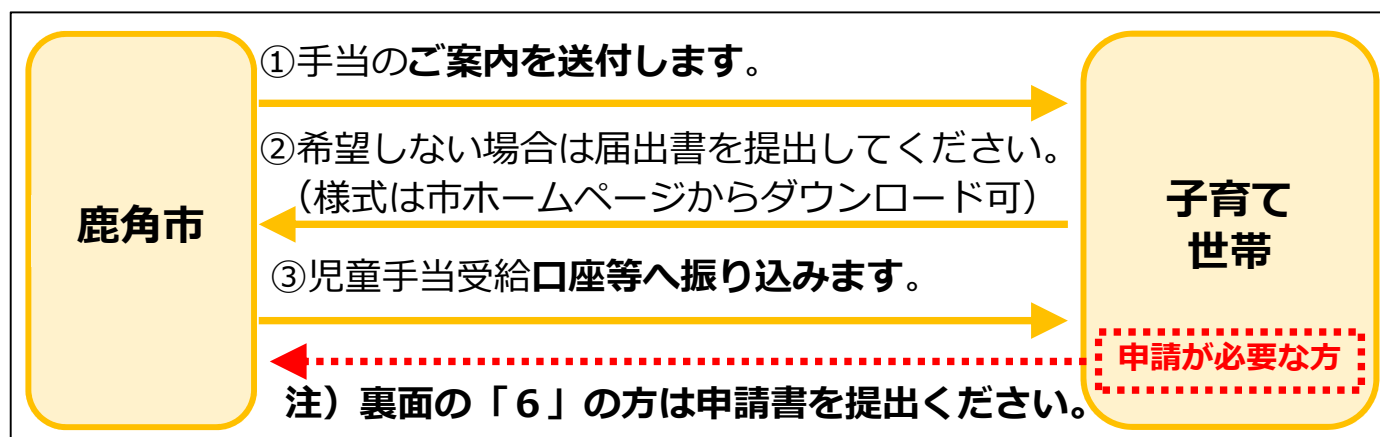 鹿角市
①手当のご案内を送付します。
②希望しない場合は届出書を提出してください。
（様式は市ホームページからダウンロード可）
③児童手当受給口座等へ振り込みます。
子育て
世帯
申請が必要な方
注）裏面の「６」の方は申請書を提出ください。